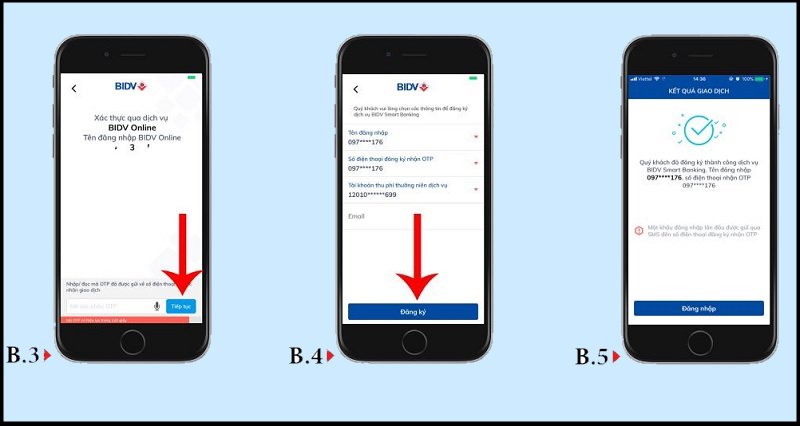 BIDV
Xác thực qua dịch vụ
BIDV Online
Tên đăng nhập BIDV Online
3
Nhập/đọc mã OTP đã được gửi về số điện thoại
nhận giao dịch
Tiếp tục
B.3
BIDV
Quý khách vui lòng chọn các thông tin để đăng ký
dịch vụ BIDV Smart Banking
Tên đăng nhập
097****176
Số điện thoại đăng ký nhận OTP
097****176
Tài khoản thu phí thường niên dịch vụ
12010******699
Email
Đăng ký
B.4
Viettel 14:36 100%
KẾT QUẢ GIAO DỊCH
Quý khách đã đăng ký thành công dịch vụ
BIDV Smart Banking. Tên đăng nhập
097****176, số điện thoại nhận OTP
097****176
Mật khẩu đăng nhập lần đầu được gửi qua
SMS đến số điện thoại đăng ký nhận OTP
Đăng nhập
B.5